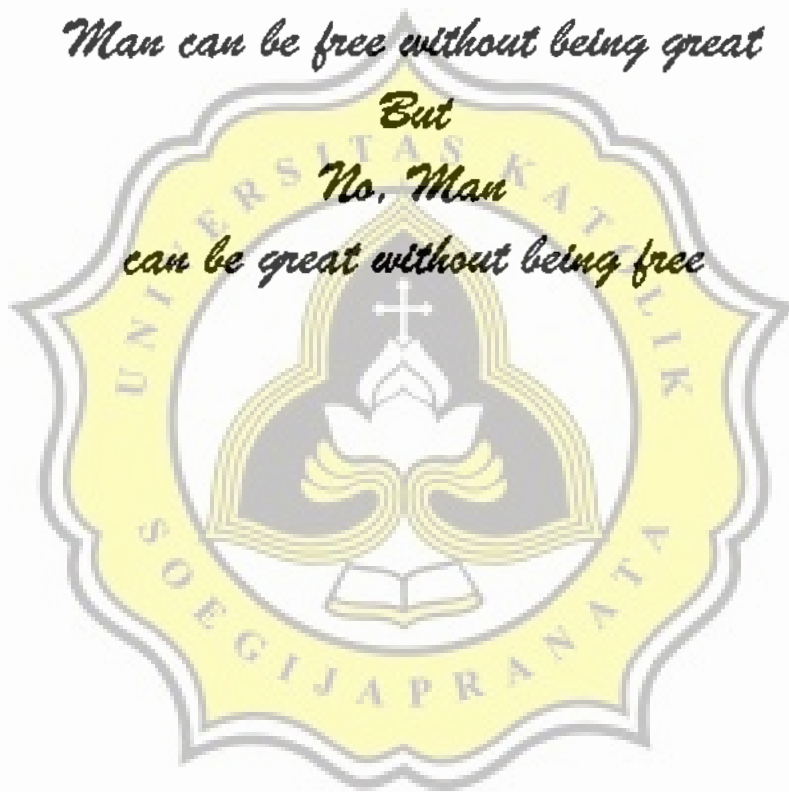 Man can be free without being great
But
No, Man
can be great without being free
UNIVERSITAS KATOLIK
SOEGIJAPRANATA